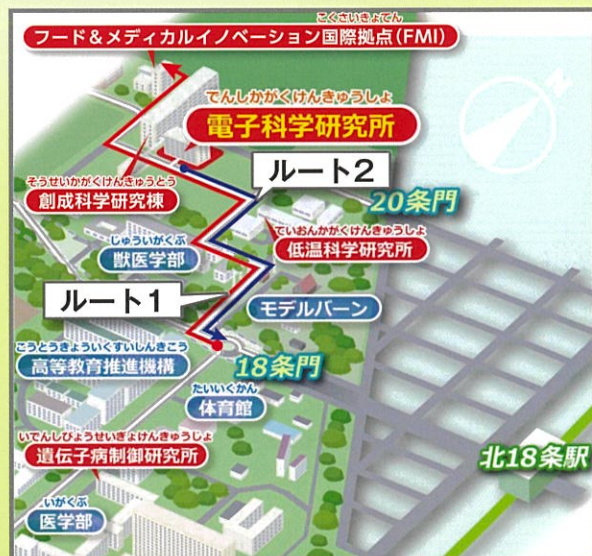 こくさいきょてん
フード＆メディカルイノベーション国際拠点(FMI)
でんしかがくけんきゅうしょ
電子科学研究所
N
ルート2
そうせいかがくけんきゅうとう
創成科学研究棟
20条門
ていおんかがくけんきゅうしょ
低温科学研究所
じゅういがくぶ
獣医学部
ルート1
モデルバーン
こうとうきょういくすいしんきこう
高等教育推進機構
18条門
たいいくかん
体育館
いでんしびょうせいぎょけんきゅうじょ
遺伝子病制御研究所
北18条駅
いがくぶ
医学部